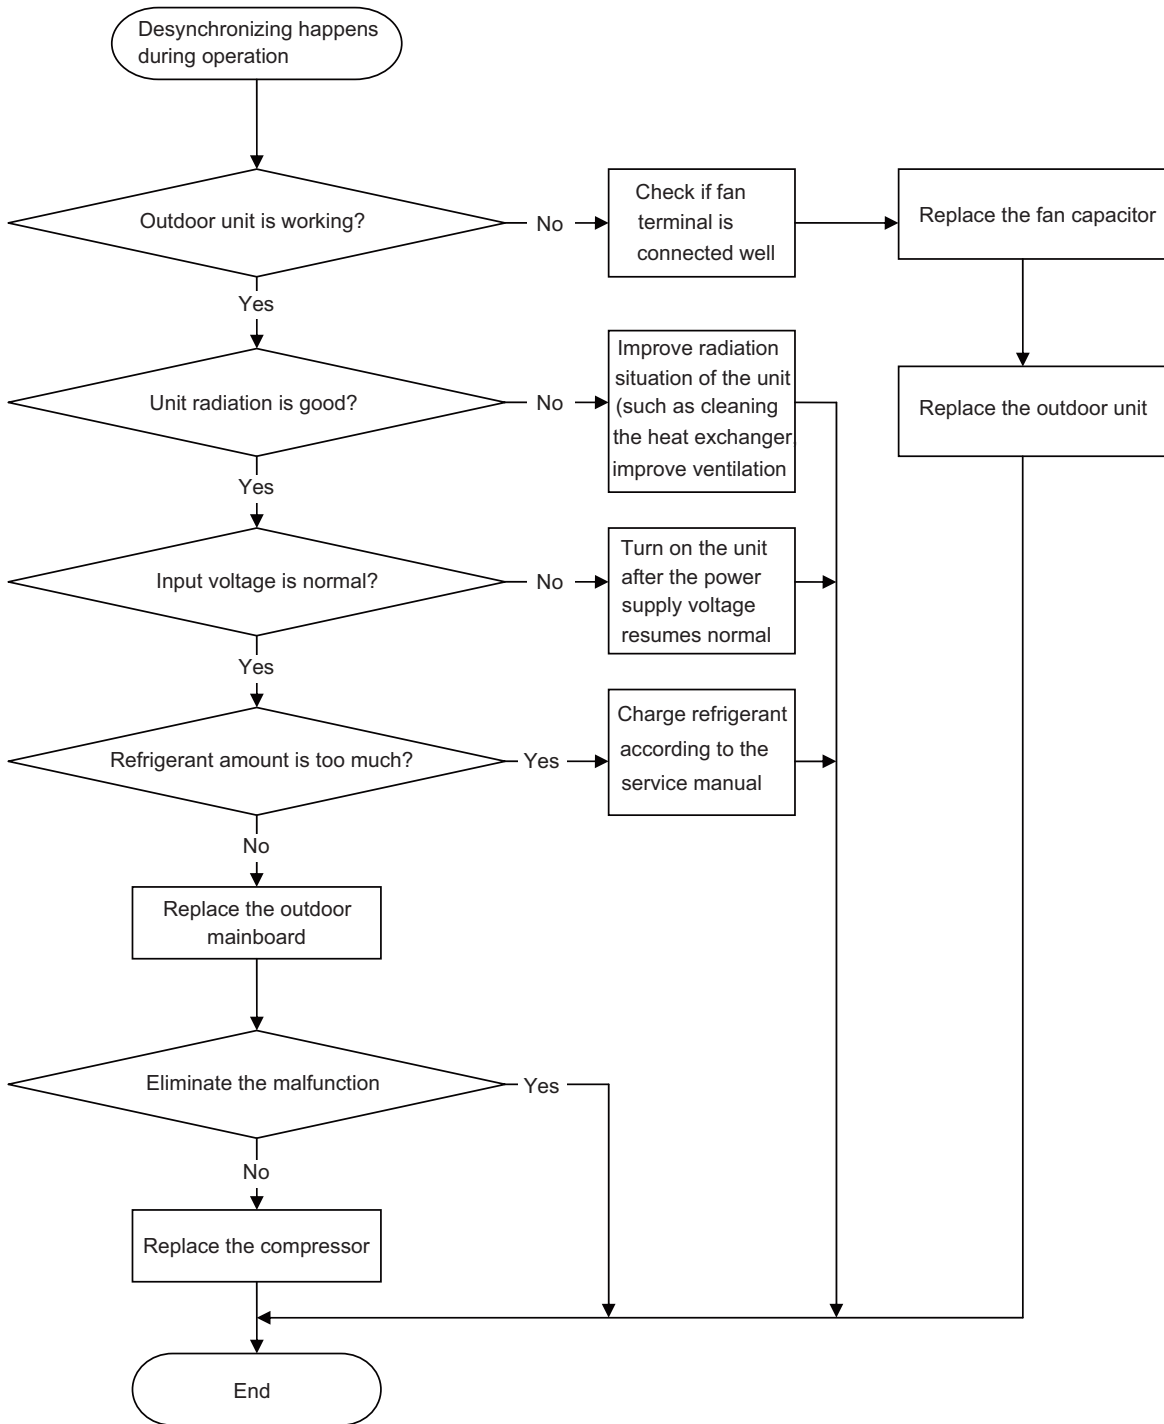 Desynchronizing happens
during operation
Outdoor unit is working?
No
Check if fan
terminal is
connected well
Replace the fan capacitor
Yes
Unit radiation is good?
No
Improve radiation
situation of the unit
(such as cleaning
the heat exchanger,
improve ventilation
Replace the outdoor unit
Yes
Input voltage is normal?
No
Turn on the unit
after the power
supply voltage
resumes normal
Yes
Refrigerant amount is too much?
Yes
Charge refrigerant
according to the
service manual
No
Replace the outdoor
mainboard
Eliminate the malfunction
Yes
No
Replace the compressor
End